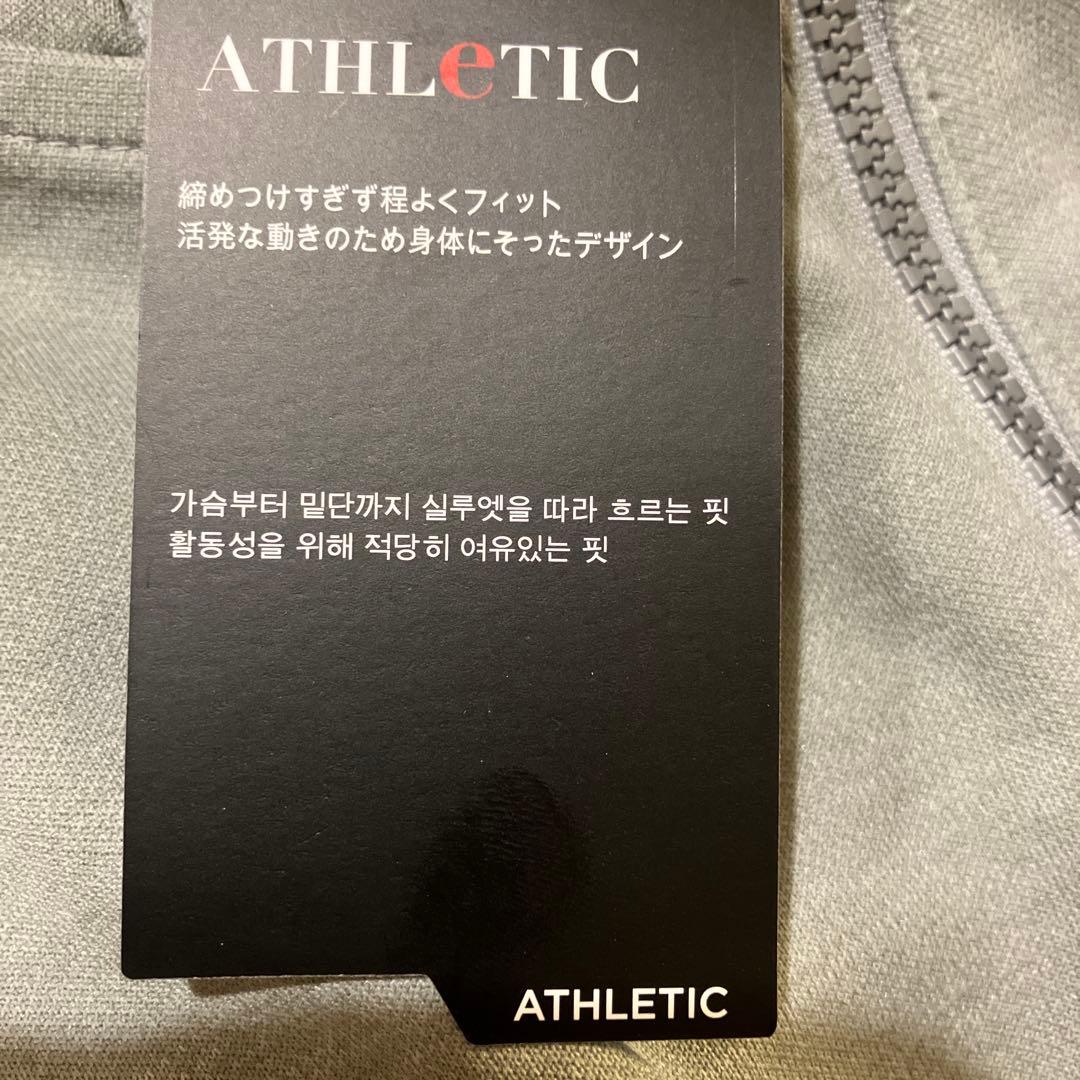 ATHLeTIC
締めつけすぎず程よくフィット
活発な動きのため身体にそったデザイン
가슴부터 밑단까지 실루엣을 따라 흐르는 핏
활동성을 위해 적당히 여유있는 핏
ATHLETIC